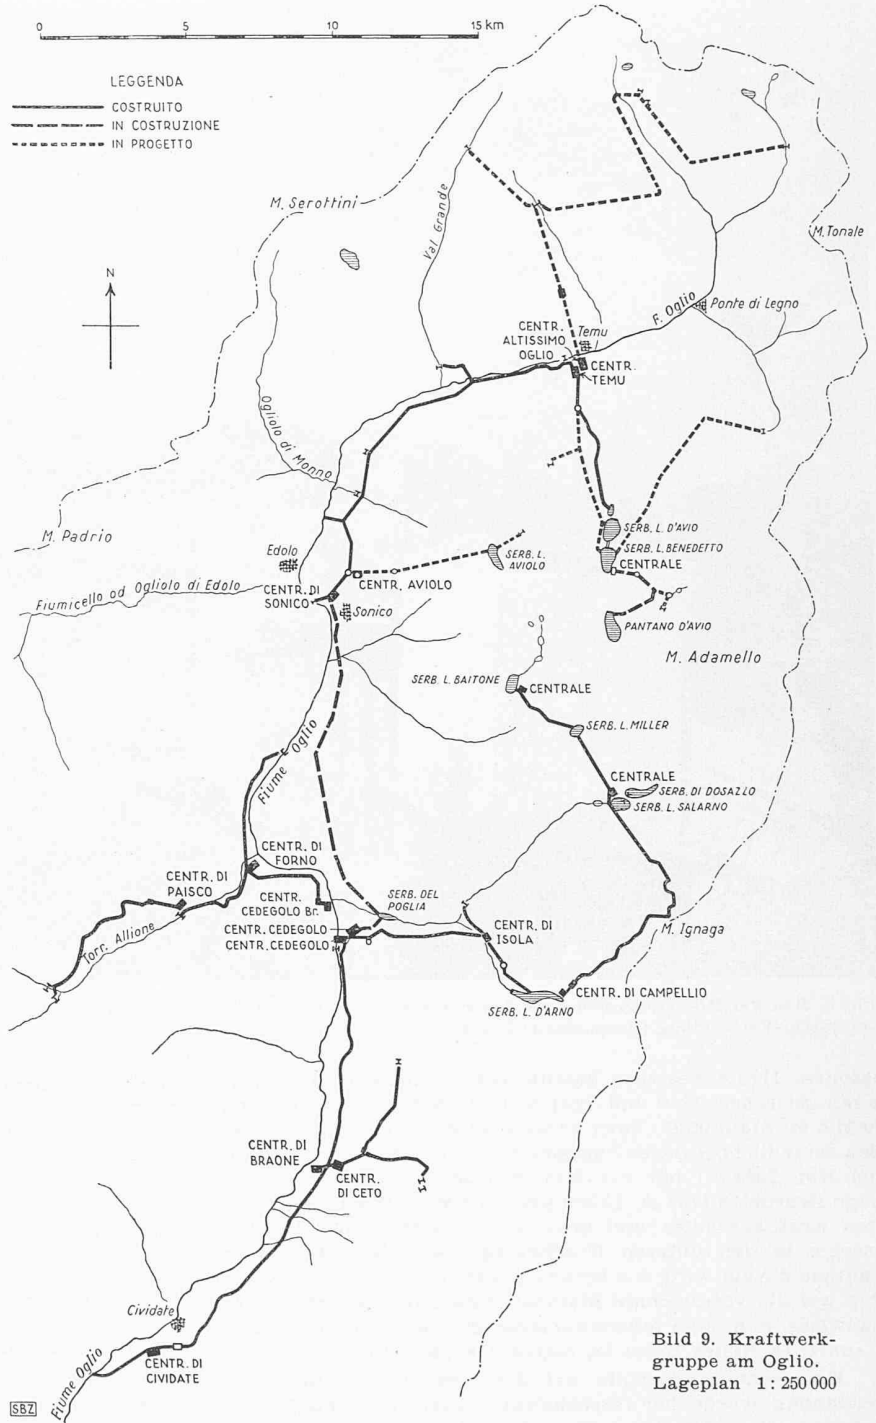 0 5 10 15 km
LEGGENDA
COSTRUITO
IN COSTRUZIONE
IN PROGETTO
M. Serottini
Val Grande
M. Tonale
N
F. Oglio
Ponte di Legno
CENTR.
ALTISSIMO
OGLIO
Temu
CENTR.
TEMU
Ogliolo di Monno
M. Padrio
Edolo
SERB. L. D'AVIO
SERB. L. BENEDETTO
CENTRALE
SERB. L.
AVIOLO
CENTR. AVIOLO
Fiumicello od Ogliolo di Edolo
CENTR. DI
SONICO
Sonico
PANTANO D'AVIO
M. Adamello
SERB. L. BAITONE
CENTRALE
SERB. L. MILLER
Fiume Oglio
CENTRALE
SERB. DI DOSAZZO
SERB. L. SALARNO
CENTR. DI
FORNO
CENTR. DI
PAISCO
CENTR.
CEDEGOLO Br.
SERB. DEL
POGLIA
CENTR. CEDEGOLO
CENTR. CEDEGOLO
CENTR. DI
ISOLA
M. Ignaga
Torr. Allione
CENTR. DI CAMPELLIO
SERB. L. D'ARNO
CENTR. DI
BRAONE
CENTR.
DI CETO
Cividate
CENTR. DI
CIVIDATE
Fiume Oglio
SBZ
Bild 9. Kraftwerk-
gruppe am Oglio.
Lageplan 1 : 250 000